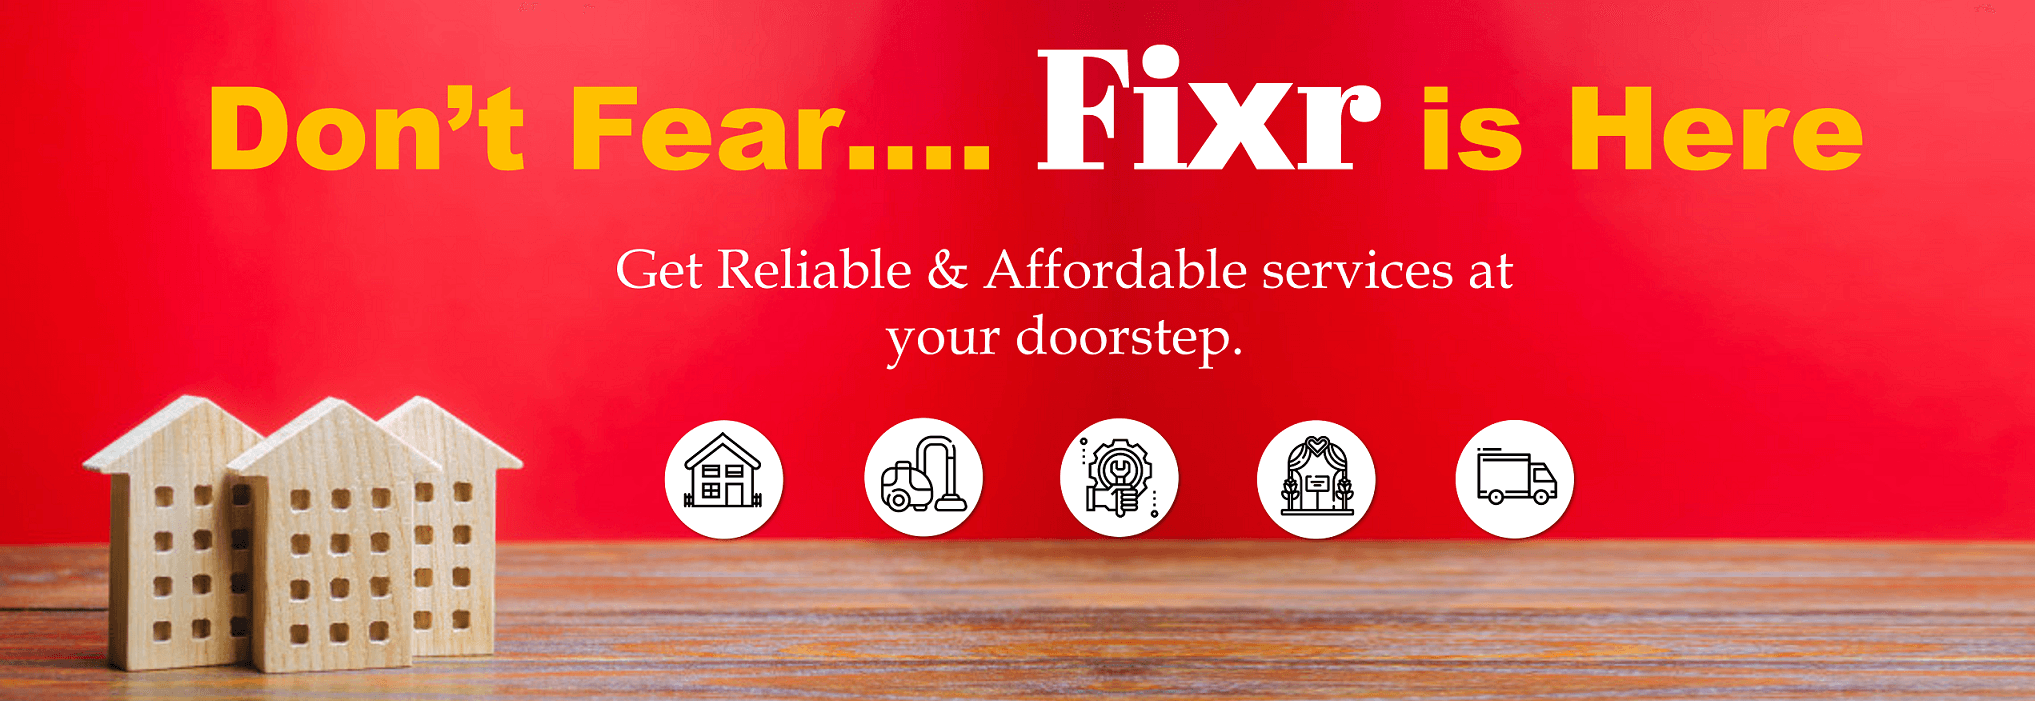 Don’t Fear.... Fixr is Here
Get Reliable & Affordable services at
your doorstep.